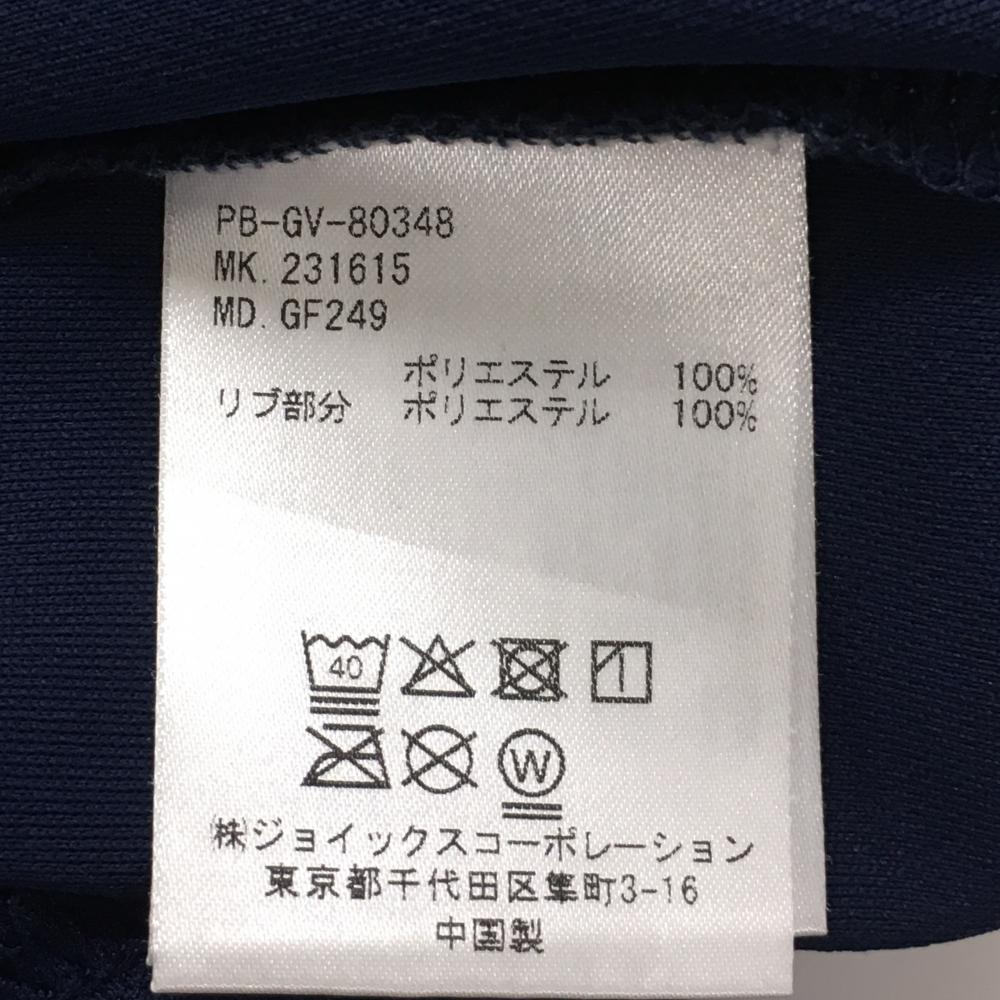 PB-GV-80348
MK. 231615
MD. GF249
ポリエステル 100%
リブ部分 ポリエステル 100%
40
W
㈱ジョイックスコーポレーション
東京都千代田区隼町3-16
中国製